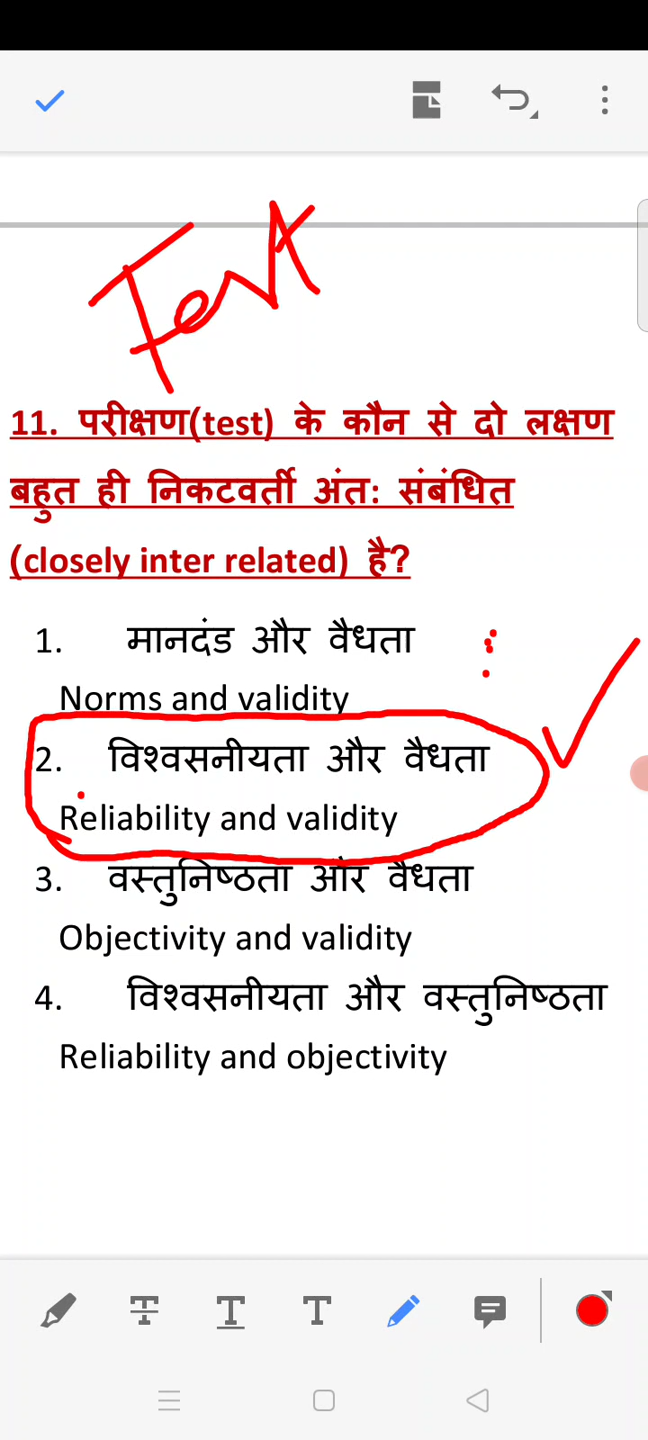 Test
11. परीक्षण(test) के कौन से दो लक्षण
बहुत ही निकटवर्ती अंत: संबंधित
(closely inter related) है?
1. मानदंड और वैधता
Norms and validity
2. विश्वसनीयता और वैधता
Reliability and validity
3. वस्तुनिष्ठता और वैधता
Objectivity and validity
4. विश्वसनीयता और वस्तुनिष्ठता
Reliability and objectivity